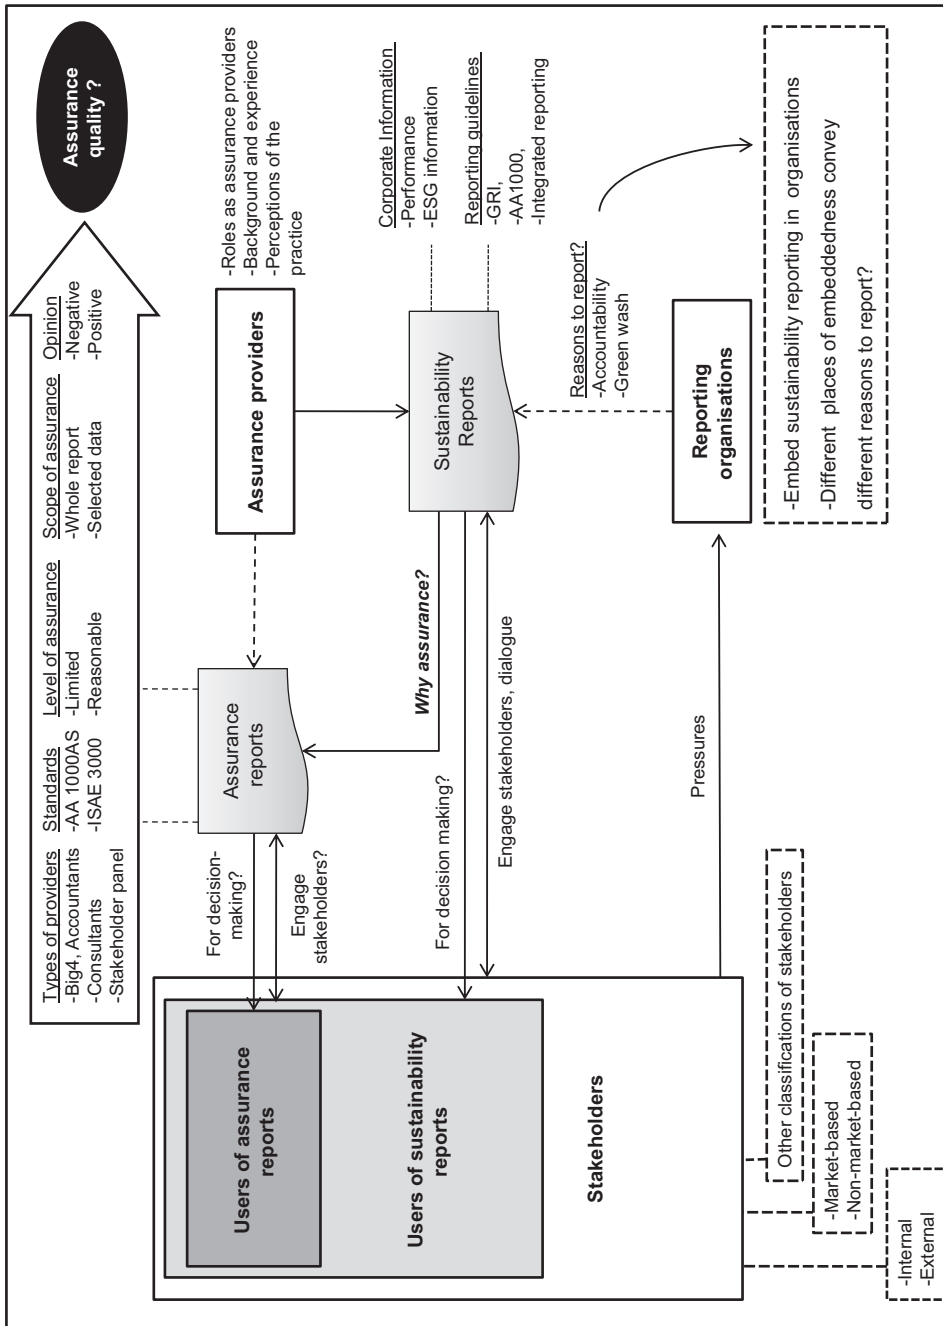 Types of providers
-Big4, Accountants
-Consultants
-Stakeholder panel
Standards
-AA 1000AS
-ISAE 3000
Level of assurance
-Limited
-Reasonable
Scope of assurance
-Whole report
-Selected data
Opinion
-Negative
-Positive
Assurance
quality ?
Users of assurance
reports
Users of sustainability
reports
Stakeholders
For decision-
making?
Engage
stakeholders?
Assurance
reports
Assurance providers
-Roles as assurance providers
-Background and experience
-Perceptions of the
practice
Why assurance?
For decision making?
Engage stakeholders, dialogue
Sustainability
Reports
Corporate Information
-Performance
-ESG information
Reporting guidelines
-GRI,
-AA1000,
-Integrated reporting
Reasons to report?
-Accountability
-Green wash
Pressures
Reporting
organisations
-Embed sustainability reporting in organisations
-Different places of embeddedness convey
different reasons to report?
Other classifications of stakeholders
-Market-based
-Non-market-based
-Internal
-External